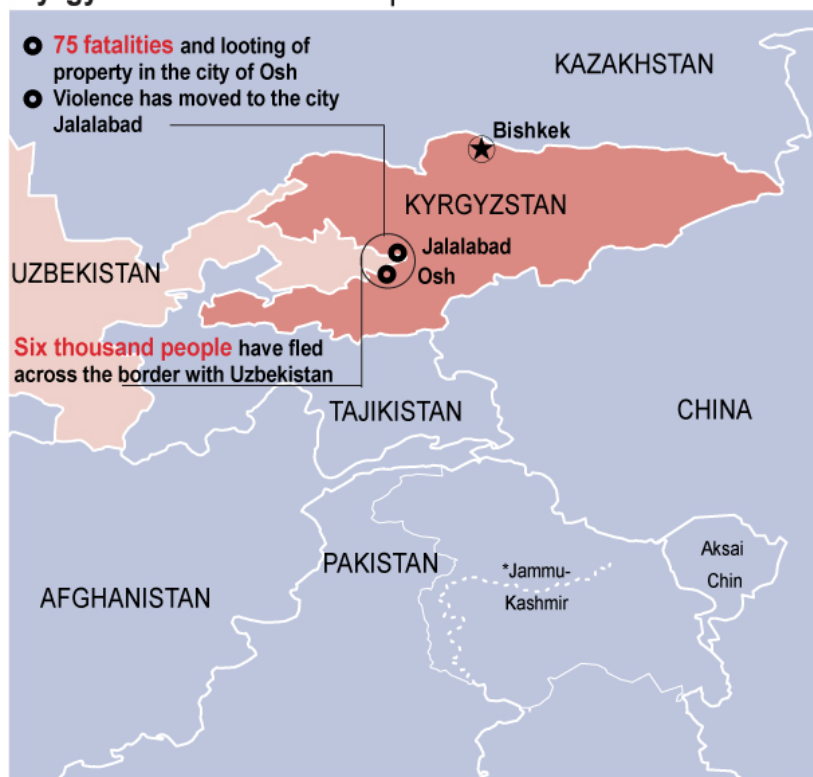 75 fatalities and looting of
property in the city of Osh
Violence has moved to the city
Jalalabad
KAZAKHSTAN
Bishkek
KYRGYZSTAN
Jalalabad
Osh
UZBEKISTAN
Six thousand people have fled
across the border with Uzbekistan
TAJIKISTAN
CHINA
PAKISTAN
*Jammu-
Kashmir
Aksai
Chin
AFGHANISTAN